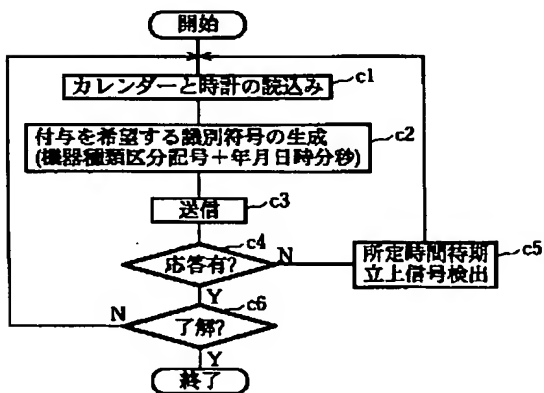 開始
カレンダーと時計の読込み
c1
付与を希望する識別符号の生成
(機器種類区分記号+年月日時分秒)
c2
送信
c3
c4
応答有?
N
所定時間待期
立上信号検出
c5
Y
c6
N
了解?
Y
終了